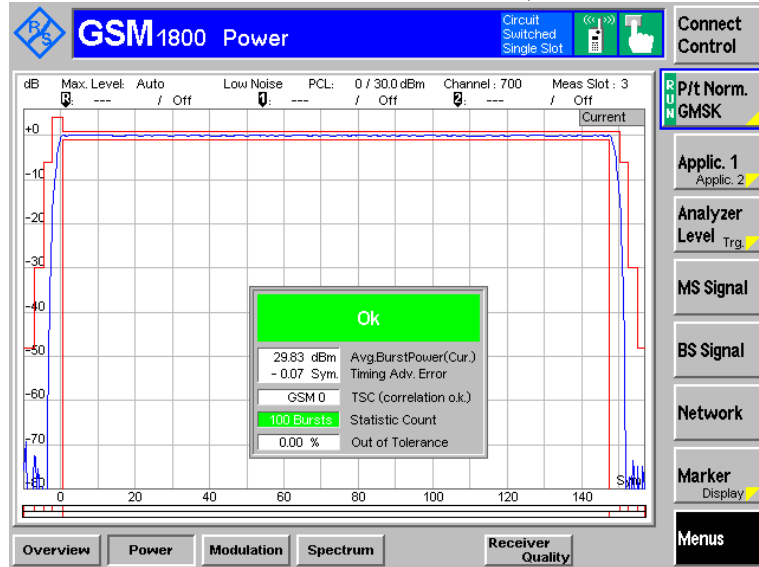 R/S
GSM 1800 Power
Circuit
Switched
Single Slot
Connect
Control
dB Max. Level: Auto Low Noise PCL: 0 / 30.0 dBm Channel : 700 Meas Slot : 3
R: --- / Off 1: --- / Off 2: --- / Off
Current
+0
-10
-20
-30
-40
-50
-60
-70
-80
Sym
0 20 40 60 80 100 120 140
Ok
29.83 dBm Avg.BurstPower(Cur.)
- 0.07 Sym. Timing Adv. Error
GSM 0 TSC (correlation o.k.)
100 Bursts Statistic Count
0.00 % Out of Tolerance
RUN
P/t Norm.
GMSK
Applic. 1
Applic. 2
Analyzer
Level Trg.
MS Signal
BS Signal
Network
Marker
Display
Menus
Overview Power Modulation Spectrum Receiver
Quality